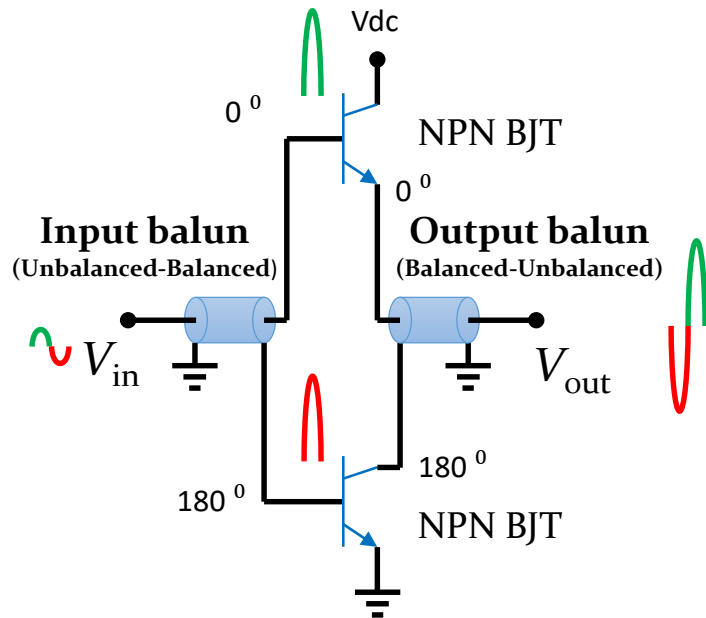 Vdc
0 ⁰
NPN BJT
0 ⁰
Input balun
(Unbalanced-Balanced)
Output balun
(Balanced-Unbalanced)
Vin
Vout
180 ⁰
180 ⁰
NPN BJT